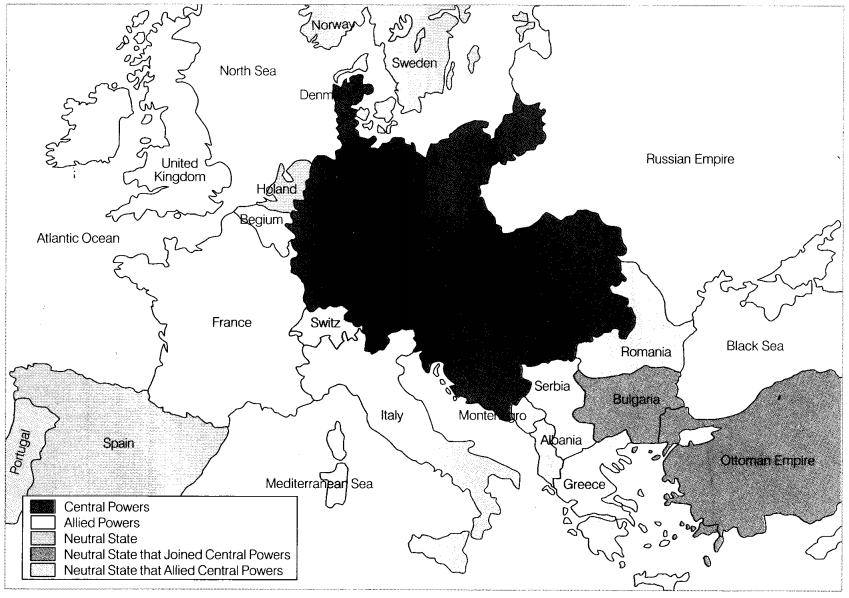 Norway
Sweden
North Sea
Denm
Russian Empire
United
Kingdom
Holand
Begium
Atlantic Ocean
France
Switz
Romania
Black Sea
Serbia
Bulgaria
Italy
Montenegro
Portugal
Spain
Albania
Ottoman Empire
Mediterranean Sea
Greece
Central Powers
Allied Powers
Neutral State
Neutral State that Joined Central Powers
Neutral State that Allied Central Powers